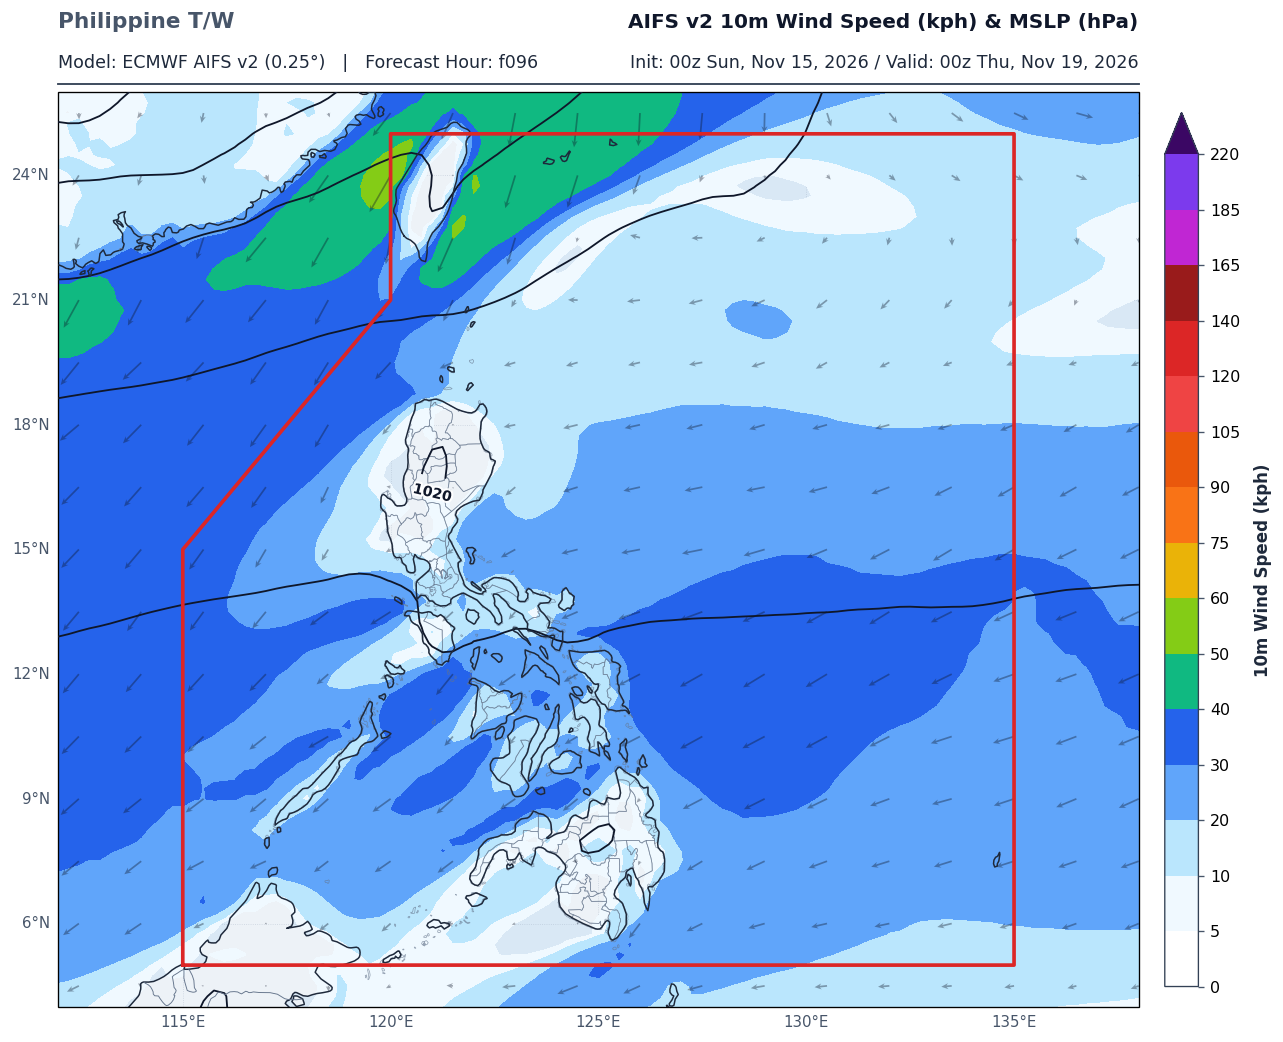 Philippine T/W
AIFS v2 10m Wind Speed (kph) & MSLP (hPa)
Model: ECMWF AIFS v2 (0.25°) | Forecast Hour: f096
Init: 00z Sun, Nov 15, 2026 / Valid: 00z Thu, Nov 19, 2026
24°N
21°N
18°N
15°N
12°N
9°N
6°N
1020
115°E
120°E
125°E
130°E
135°E
220
185
165
140
120
105
90
75
60
50
40
30
20
10
5
0
10m Wind Speed (kph)